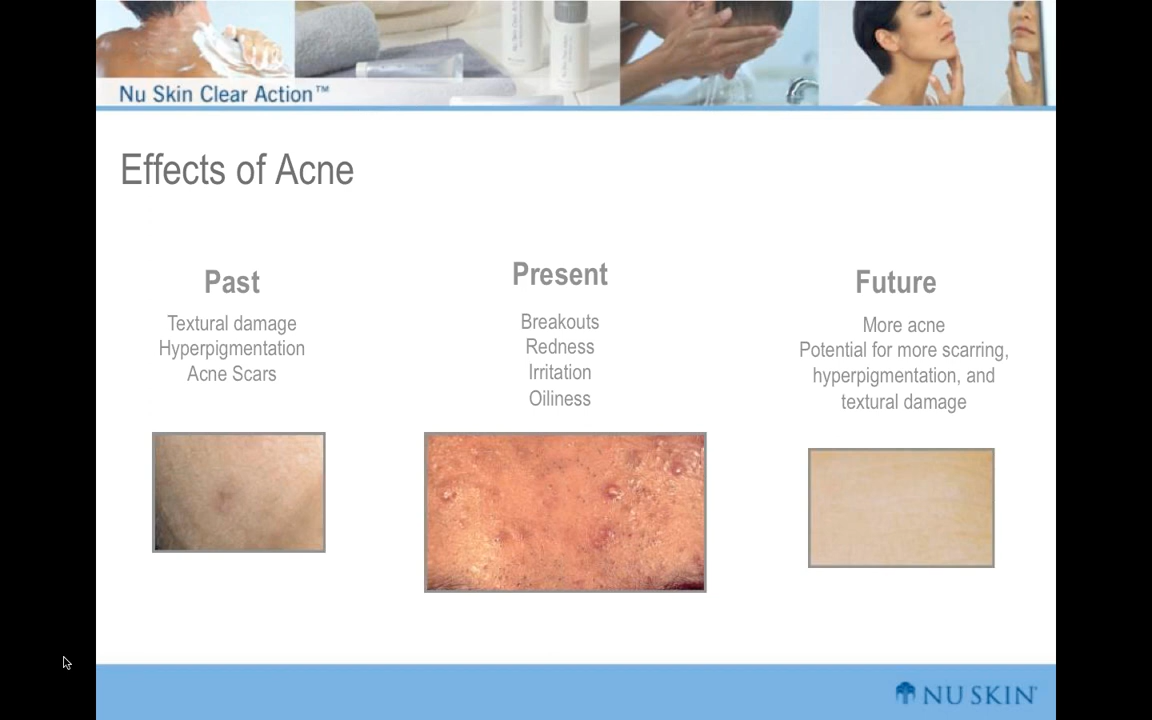 Nu Skin Clear Action™
Effects of Acne
Past
Textural damage
Hyperpigmentation
Acne Scars
Present
Breakouts
Redness
Irritation
Oiliness
Future
More acne
Potential for more scarring,
hyperpigmentation, and
textural damage
NU SKIN